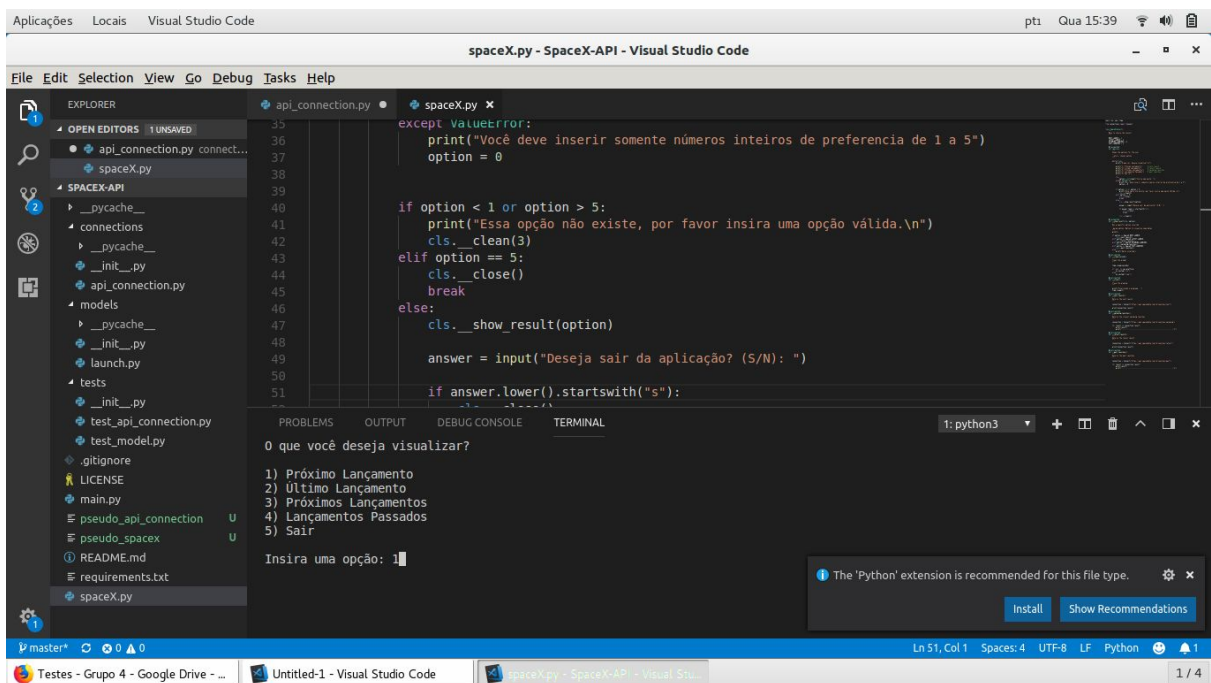 Aplicações Locais Visual Studio Code pt1 Qua 15:39
spaceX.py - SpaceX-API - Visual Studio Code
File Edit Selection View Go Debug Tasks Help
EXPLORER
OPEN EDITORS 1 UNSAVED
api_connection.py connect...
spaceX.py
SPACEX-API
__pycache__
connections
__pycache__
__init__.py
api_connection.py
models
__pycache__
__init__.py
launch.py
tests
__init__.py
test_api_connection.py
test_model.py
.gitignore
LICENSE
main.py
pseudo_api_connection U
pseudo_spacex U
README.md
requirements.txt
spaceX.py
1
2
1
api_connection.py spaceX.py
35 except ValueError:
36 print("Você deve inserir somente números inteiros de preferencia de 1 a 5")
37 option = 0
38
39
40 if option < 1 or option > 5:
41 print("Essa opção não existe, por favor insira uma opção válida.\n")
42 cls.__clean(3)
43 elif option == 5:
44 cls.__close()
45 break
46 else:
47 cls.__show_result(option)
48
49 answer = input("Deseja sair da aplicação? (S/N): ")
50
51 if answer.lower().startswith("s"):
PROBLEMS OUTPUT DEBUG CONSOLE TERMINAL 1: python3
O que você deseja visualizar?
1) Próximo Lançamento
2) Último Lançamento
3) Próximos Lançamentos
4) Lançamentos Passados
5) Sair
Insira uma opção: 1
The 'Python' extension is recommended for this file type.
Install Show Recommendations
master* 0 0 Ln 51, Col 1 Spaces: 4 UTF-8 LF Python 1
Testes - Grupo 4 - Google Drive - ... Untitled-1 - Visual Studio Code spaceX.py - SpaceX-API - Visual Stu... 1 / 4